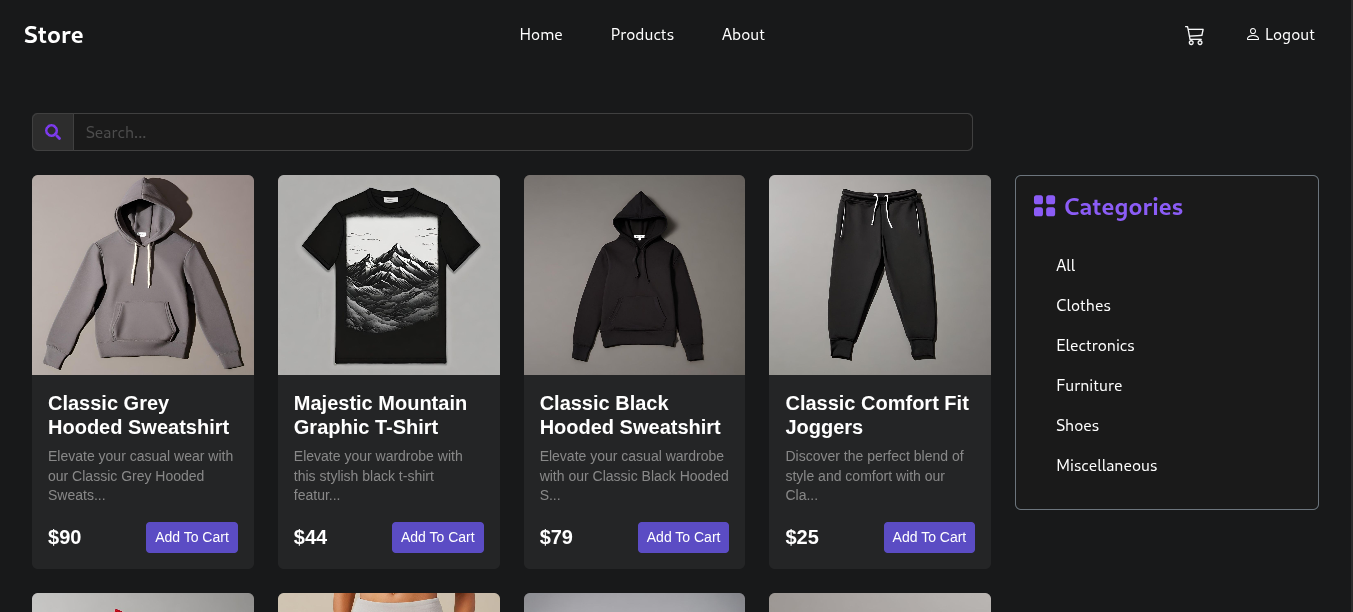 Store
Home
Products
About
Logout
Search...
Classic Grey
Hooded Sweatshirt
Elevate your casual wear with
our Classic Grey Hooded
Sweats...
$90
Add To Cart
Majestic Mountain
Graphic T-Shirt
Elevate your wardrobe with
this stylish black t-shirt
featur...
$44
Add To Cart
Classic Black
Hooded Sweatshirt
Elevate your casual wardrobe
with our Classic Black Hooded
S...
$79
Add To Cart
Classic Comfort Fit
Joggers
Discover the perfect blend of
style and comfort with our
Cla...
$25
Add To Cart
Categories
All
Clothes
Electronics
Furniture
Shoes
Miscellaneous